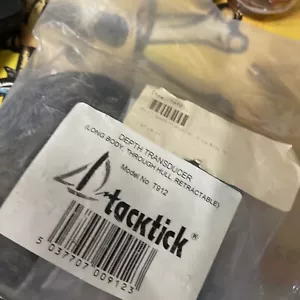 DEPTH TRANSDUCER
(LONG BODY, THROUGH HULL, RETRACTABLE)
Model No. T912
tacktick®
5 037707 009123